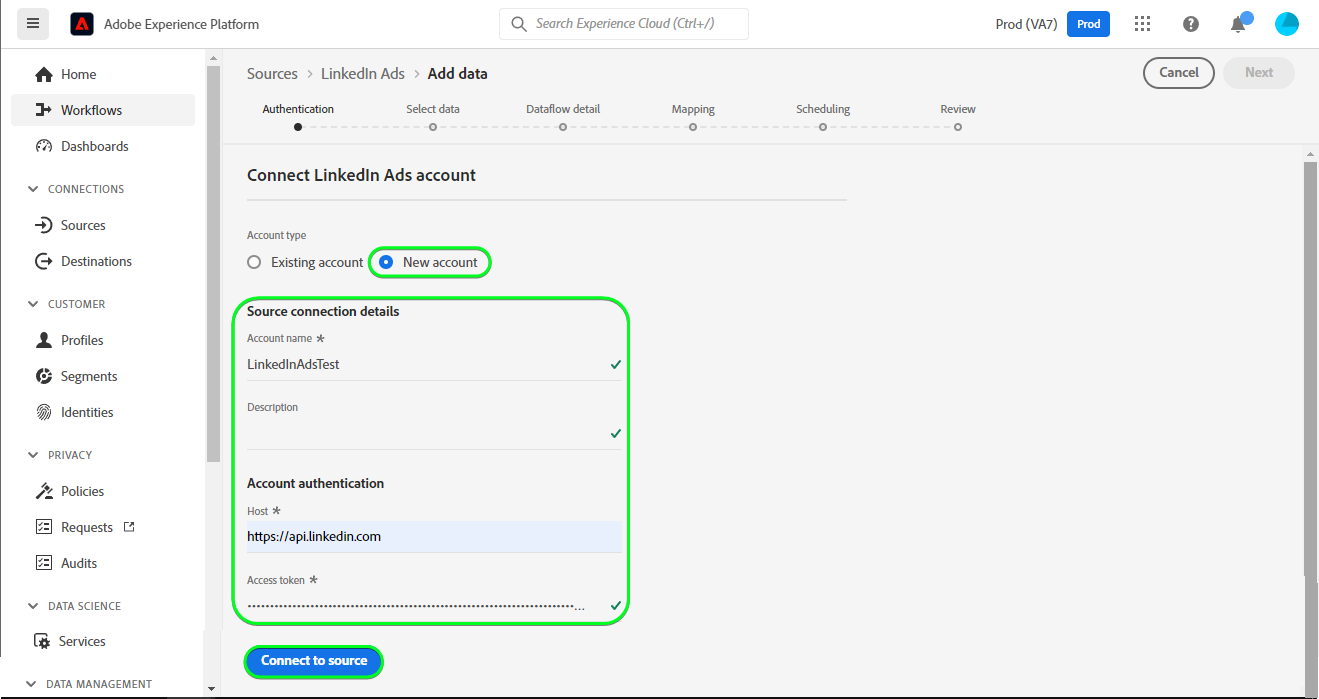 Adobe Experience Platform
Search Experience Cloud (Ctrl+/)
Prod (VA7)
Prod
Home
Workflows
Dashboards
CONNECTIONS
Sources
Destinations
CUSTOMER
Profiles
Segments
Identities
PRIVACY
Policies
Requests
Audits
DATA SCIENCE
Services
DATA MANAGEMENT
Sources > LinkedIn Ads > Add data
Cancel
Next
Authentication
Select data
Dataflow detail
Mapping
Scheduling
Review
Connect LinkedIn Ads account
Account type
Existing account
New account
Source connection details
Account name *
LinkedInAdsTest
Description
Account authentication
Host *
https://api.linkedin.com
Access token *
Connect to source